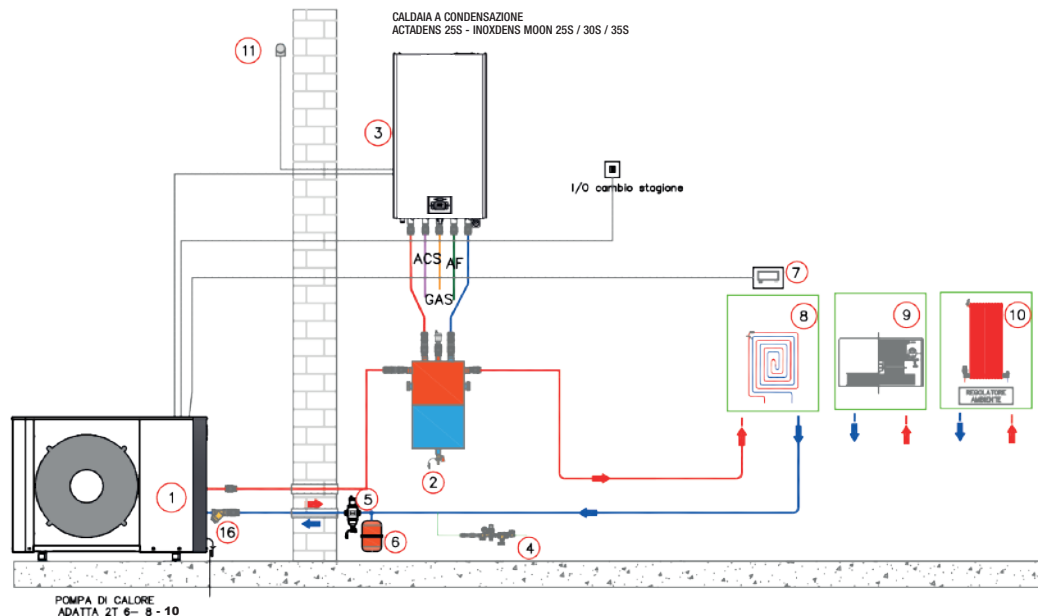 CALDAIA A CONDENSAZIONE
ACTADENS 25S - INOXDENS MOON 25S / 30S / 35S
11
3
I/O cambio stagione
ACS
AF
GAS
7
8
9
10
REGOLATORE
AMBIENTE
2
1
5
16
6
4
POMPA DI CALORE
ADATTA 2T 6- 8 - 10